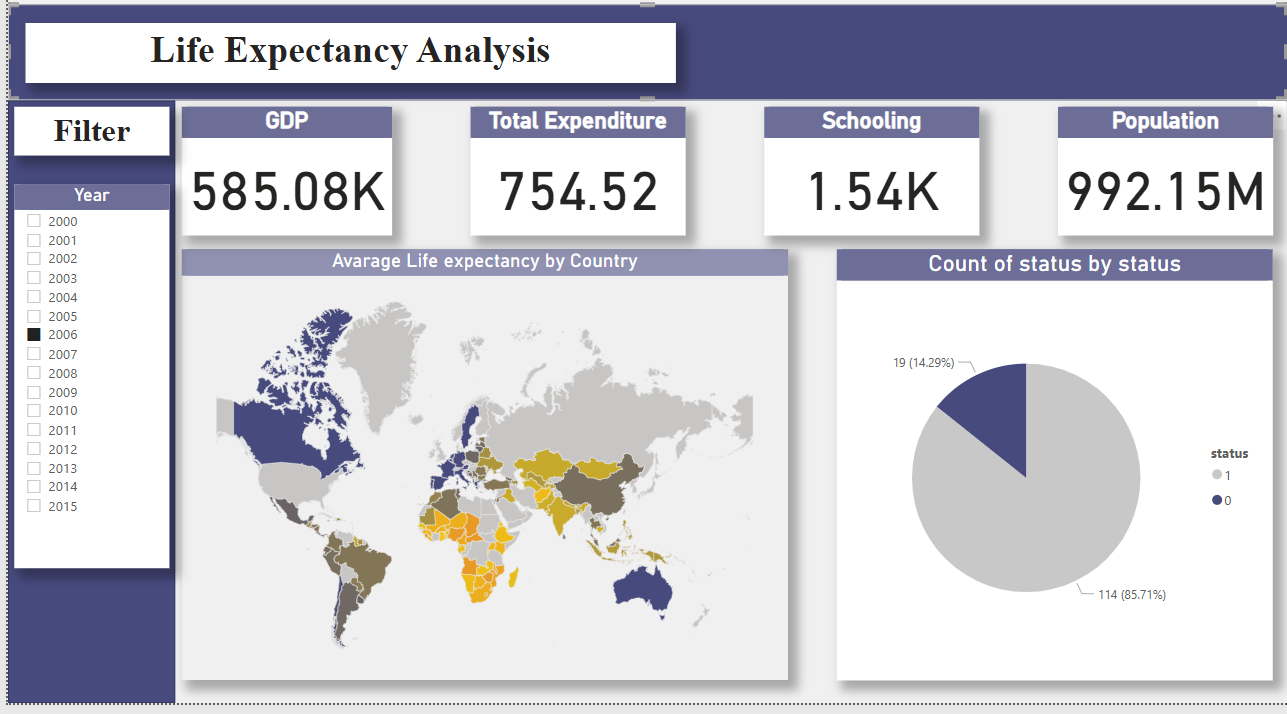 Life Expectancy Analysis
Filter
Year
2000
2001
2002
2003
2004
2005
2006
2007
2008
2009
2010
2011
2012
2013
2014
2015
GDP
585.08K
Total Expenditure
754.52
Schooling
1.54K
Population
992.15M
Avarage Life expectancy by Country
Count of status by status
19 (14.29%)
114 (85.71%)
status
1
0